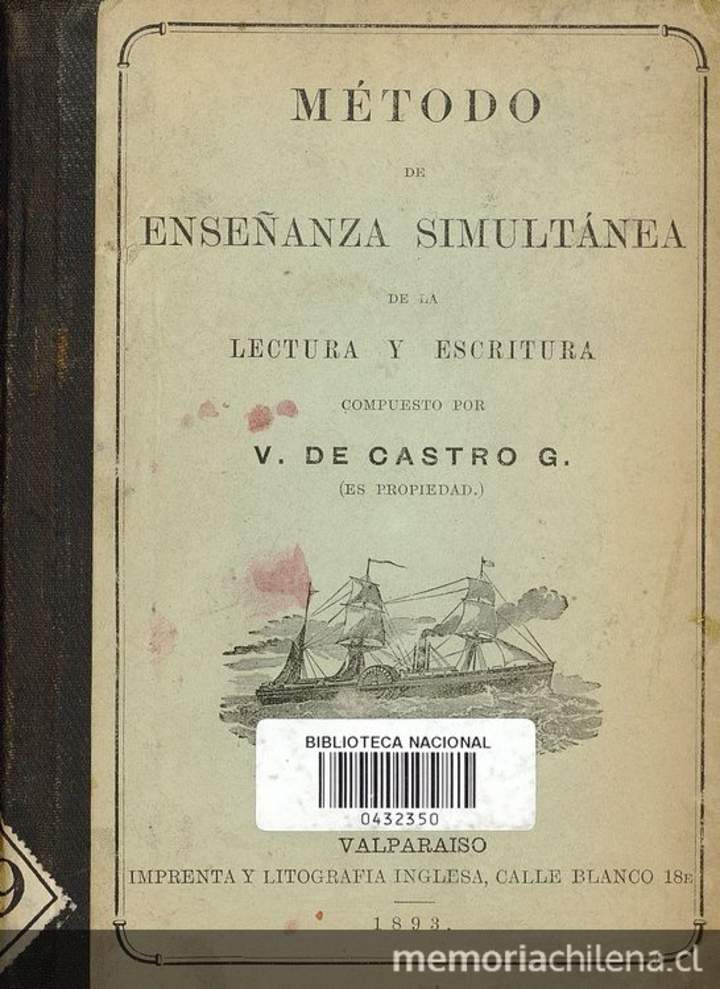 MÉTODO
DE
ENSEÑANZA SIMULTÁNEA
DE LA
LECTURA Y ESCRITURA
COMPUESTO POR
V. DE CASTRO G.
(ES PROPIEDAD.)
BIBLIOTECA NACIONAL
0432350
VALPARAISO
IMPRENTA Y LITOGRAFIA INGLESA, CALLE BLANCO 18E
1893.
9
memoriachilena.cl